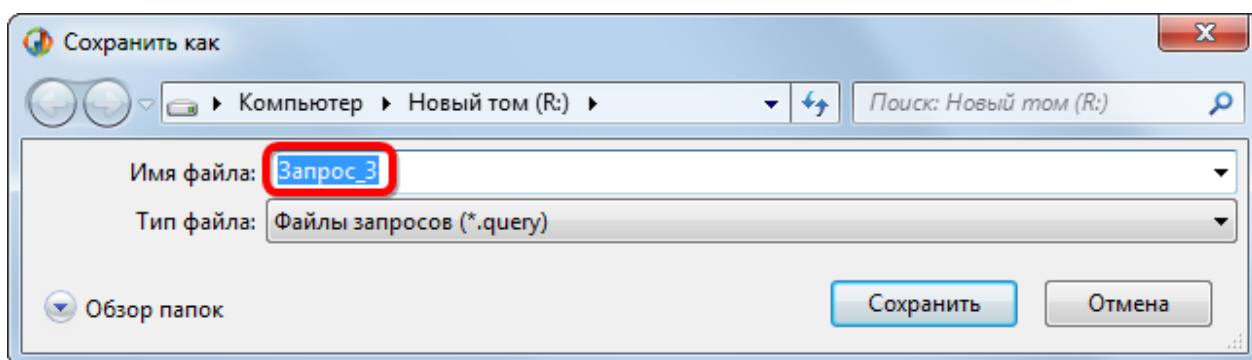 Сохранить как
Компьютер Новый том (R:) Поиск: Новый том (R:)
Имя файла: Запрос_3
Тип файла: Файлы запросов (*.query)
Обзор папок Сохранить Отмена